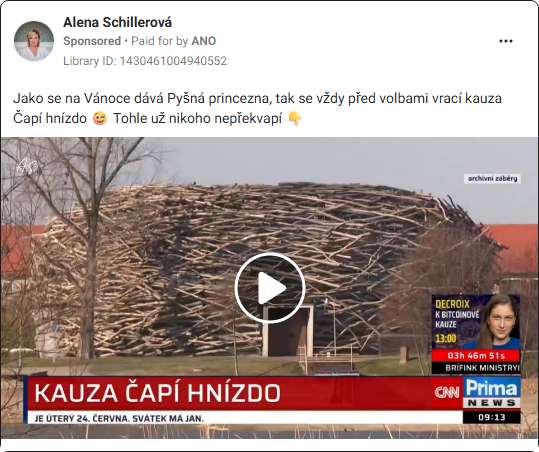 Alena Schillerová
Sponsored • Paid for by ANO
Library ID: 1430461004940552
Jako se na Vánoce dává Pyšná princezna, tak se vždy před volbami vrací kauza
Čapí hnízdo 😅 Tohle už nikoho nepřekvapí 👇
archivní záběry
DECROIX
K BITCOINOVÉ
KAUZE
13:00
03h 46m 51s
BRÍFINK MINISTRYI
KAUZA ČAPÍ HNÍZDO
CNN Prima
NEWS
JE ÚTERÝ 24. ČERVNA. SVÁTEK MÁ JAN.
09:13